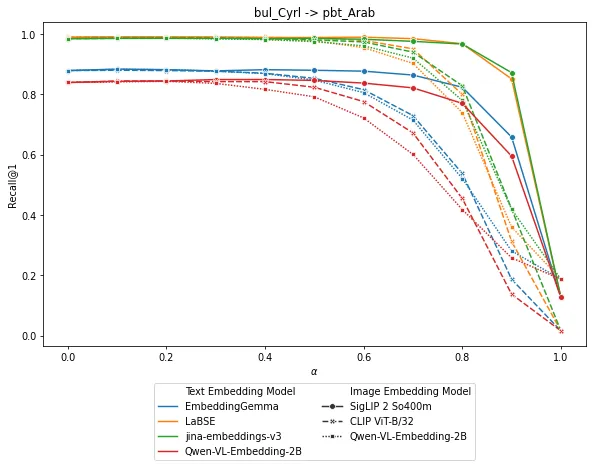 bul_Cyrl -> pbt_Arab
1.0
0.8
0.6
0.4
0.2
0.0
Recall@1
0.0 0.2 0.4 0.6 0.8 1.0
α
Text Embedding Model Image Embedding Model
EmbeddingGemma SigLIP 2 So400m
LaBSE CLIP ViT-B/32
jina-embeddings-v3 Qwen-VL-Embedding-2B
Qwen-VL-Embedding-2B